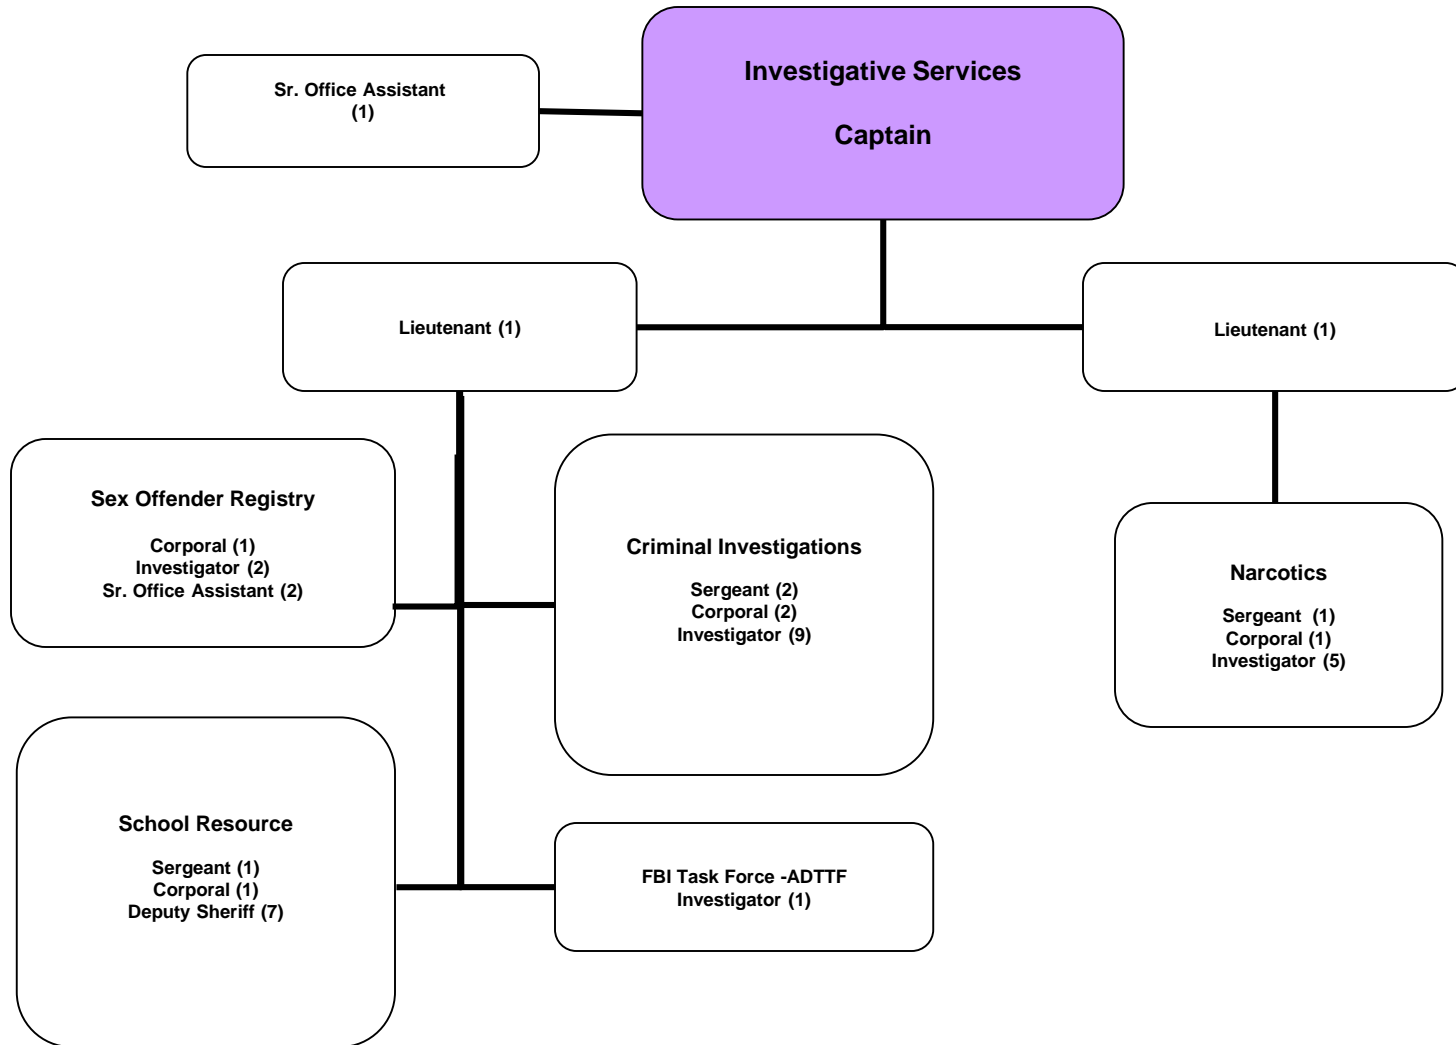 Investigative Services
Captain
Sr. Office Assistant
(1)
Lieutenant (1)
Lieutenant (1)
Sex Offender Registry
Corporal (1)
Investigator (2)
Sr. Office Assistant (2)
Criminal Investigations
Sergeant (2)
Corporal (2)
Investigator (9)
Narcotics
Sergeant  (1)
Corporal (1)
Investigator (5)
School Resource
Sergeant (1)
Corporal (1)
Deputy Sheriff (7)
FBI Task Force -ADTTF
Investigator (1)